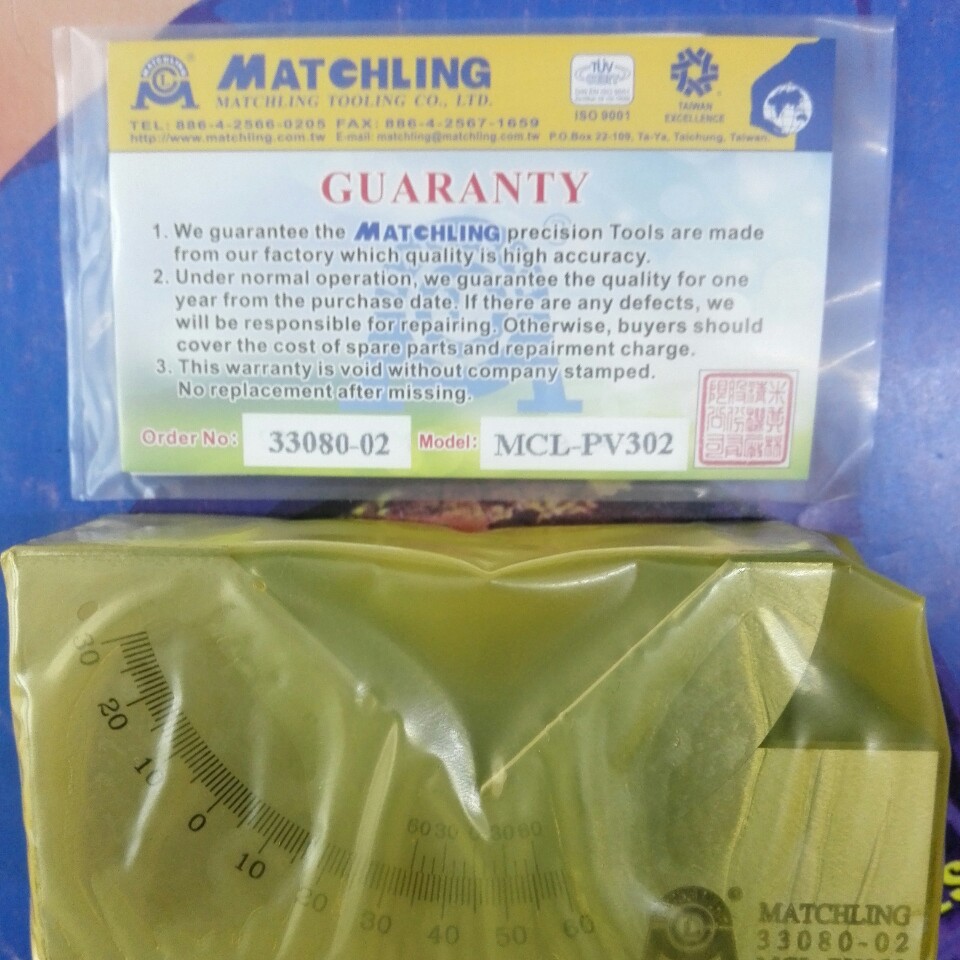 MATCHLING
MATCHLING TOOLING CO., LTD.
TEL: 886-4-2566-0205 FAX: 886-4-2567-1659
http://www.matchling.com.tw E-mail: matchling@matchling.com.tw P.O.Box 22-109, Ta-Ya, Taichung, Taiwan.
TÜV
ISO 9001
TAIWAN
EXCELLENCE
GUARANTY
1. We guarantee the MATCHLING precision Tools are made
from our factory which quality is high accuracy.
2. Under normal operation, we guarantee the quality for one
year from the purchase date. If there are any defects, we
will be responsible for repairing. Otherwise, buyers should
cover the cost of spare parts and repairment charge.
3. This warranty is void without company stamped.
No replacement after missing.
Order No: 33080-02 Model: MCL-PV302
30
20
10
0
10
20
30
40
50
60
60 30 0 30 60
MATCHLING
33080-02